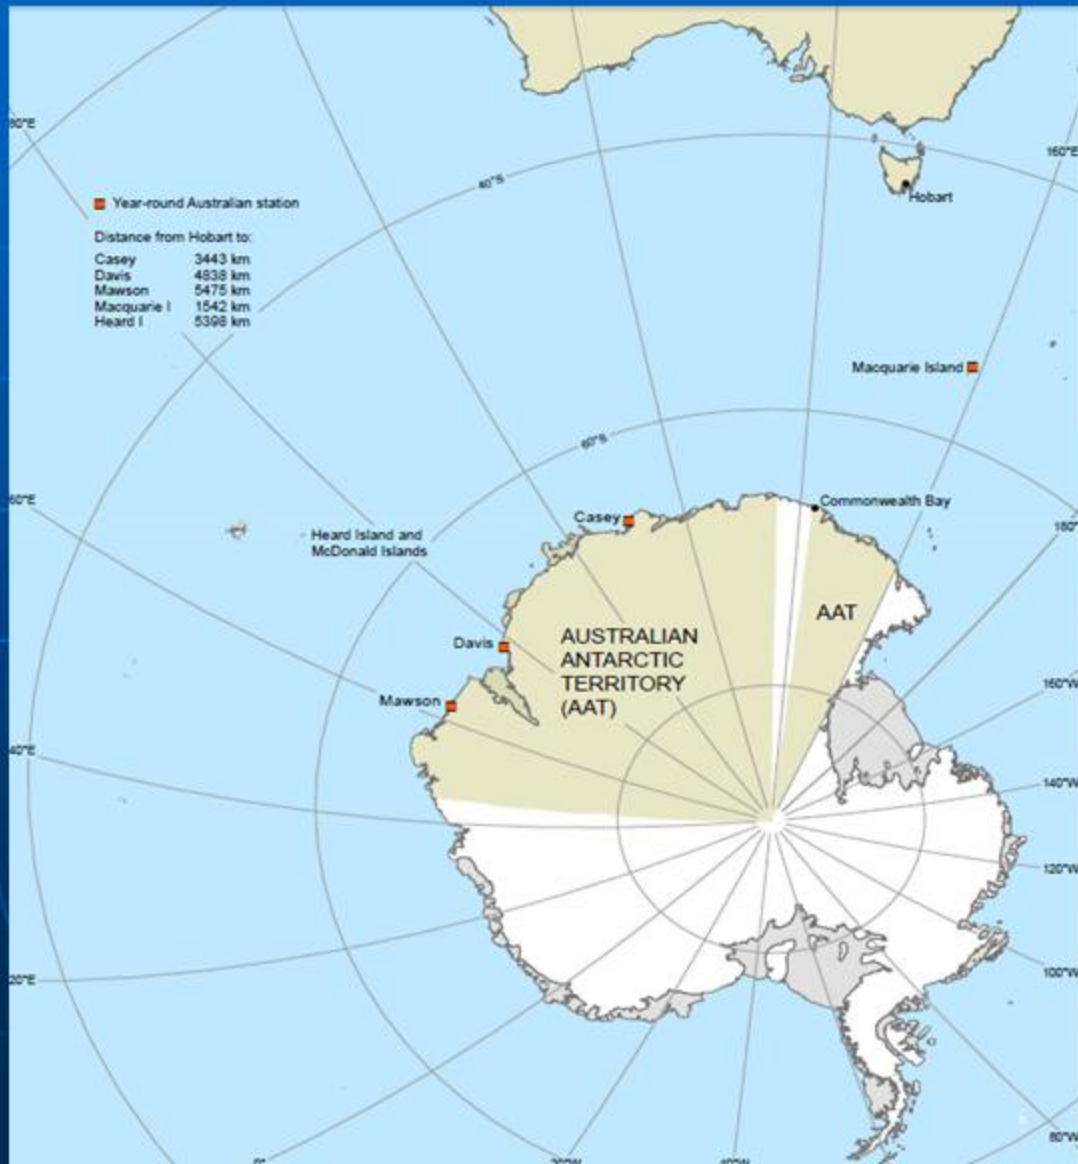 80°E
40°S
160°E
Hobart
Year-round Australian station
Distance from Hobart to:
Casey 3443 km
Davis 4838 km
Mawson 5475 km
Macquarie I 1542 km
Heard I 5398 km
Macquarie Island
60°S
60°E
Commonwealth Bay
Casey
180°
Heard Island and
McDonald Islands
AAT
Davis
AUSTRALIAN
ANTARCTIC
TERRITORY
(AAT)
160°W
Mawson
40°E
140°W
120°W
100°W
20°E
80°W
0°
20°W
40°W